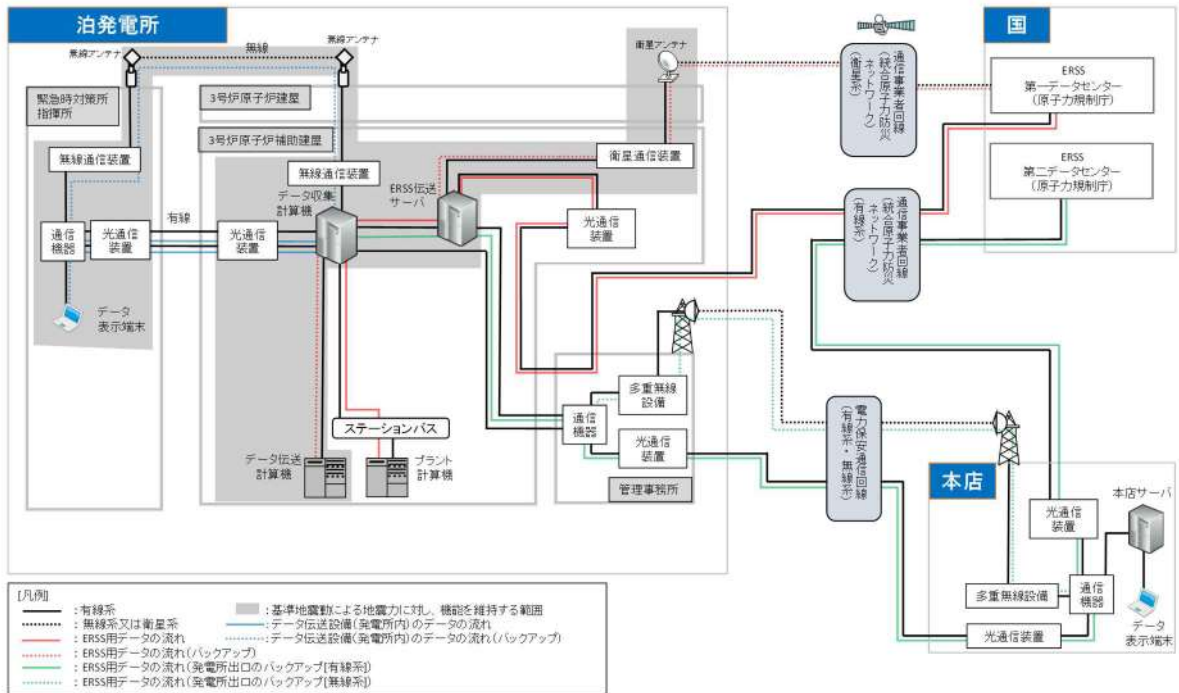 泊発電所
無線アンテナ
無線
無線アンテナ
衛星アンテナ
緊急時対策所
指揮所
3号炉原子炉建屋
3号炉原子炉補助建屋
無線通信装置
無線通信装置
衛星通信装置
データ収集
計算機
ERSS伝送
サーバ
有線
通信
機器
光通信
装置
光通信
装置
光通信
装置
データ
表示端末
ステーションバス
データ伝送
計算機
プラント
計算機
多重無線
設備
通信
機器
光通信
装置
管理事務所
通信事業者回線
(統合原子力防災
ネットワーク)
(衛星系)
通信事業者回線
(統合原子力防災
ネットワーク)
(有線系)
電力保安通信回線
(有線系・無線系)
国
ERSS
第一データセンター
(原子力規制庁)
ERSS
第二データセンター
(原子力規制庁)
本店
本店サーバ
光通信
装置
多重無線設備
通信
機器
光通信装置
データ
表示端末
[凡例]
:有線系
:無線系又は衛星系
:ERSS用データの流れ
:ERSS用データの流れ(バックアップ)
:ERSS用データの流れ(発電所出口のバックアップ[有線系])
:ERSS用データの流れ(発電所出口のバックアップ[無線系])
:基準地震動による地震力に対し、機能を維持する範囲
:データ伝送設備(発電所内)のデータの流れ
:データ伝送設備(発電所内)のデータの流れ(バックアップ)